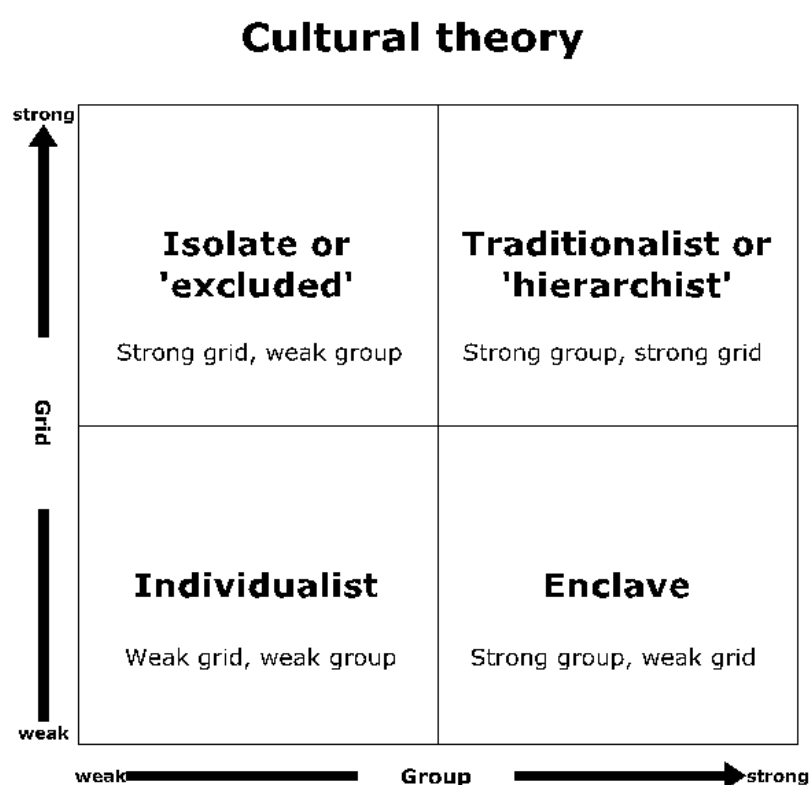 Cultural theory
strong
Isolate or
'excluded'
Strong grid, weak group
Traditionalist or
'hierarchist'
Strong group, strong grid
Grid
Individualist
Weak grid, weak group
Enclave
Strong group, weak grid
weak
weak
Group
strong